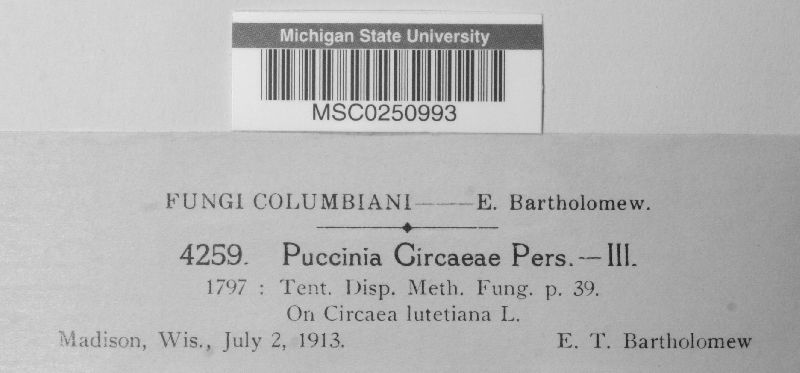 Michigan State University
MSC0250993
FUNGI COLUMBIANI——E. Bartholomew.
4259. Puccinia Circaeae Pers.—III.
1797 : Tent. Disp. Meth. Fung. p. 39.
On Circaea lutetiana L.
Madison, Wis., July 2, 1913. E. T. Bartholomew